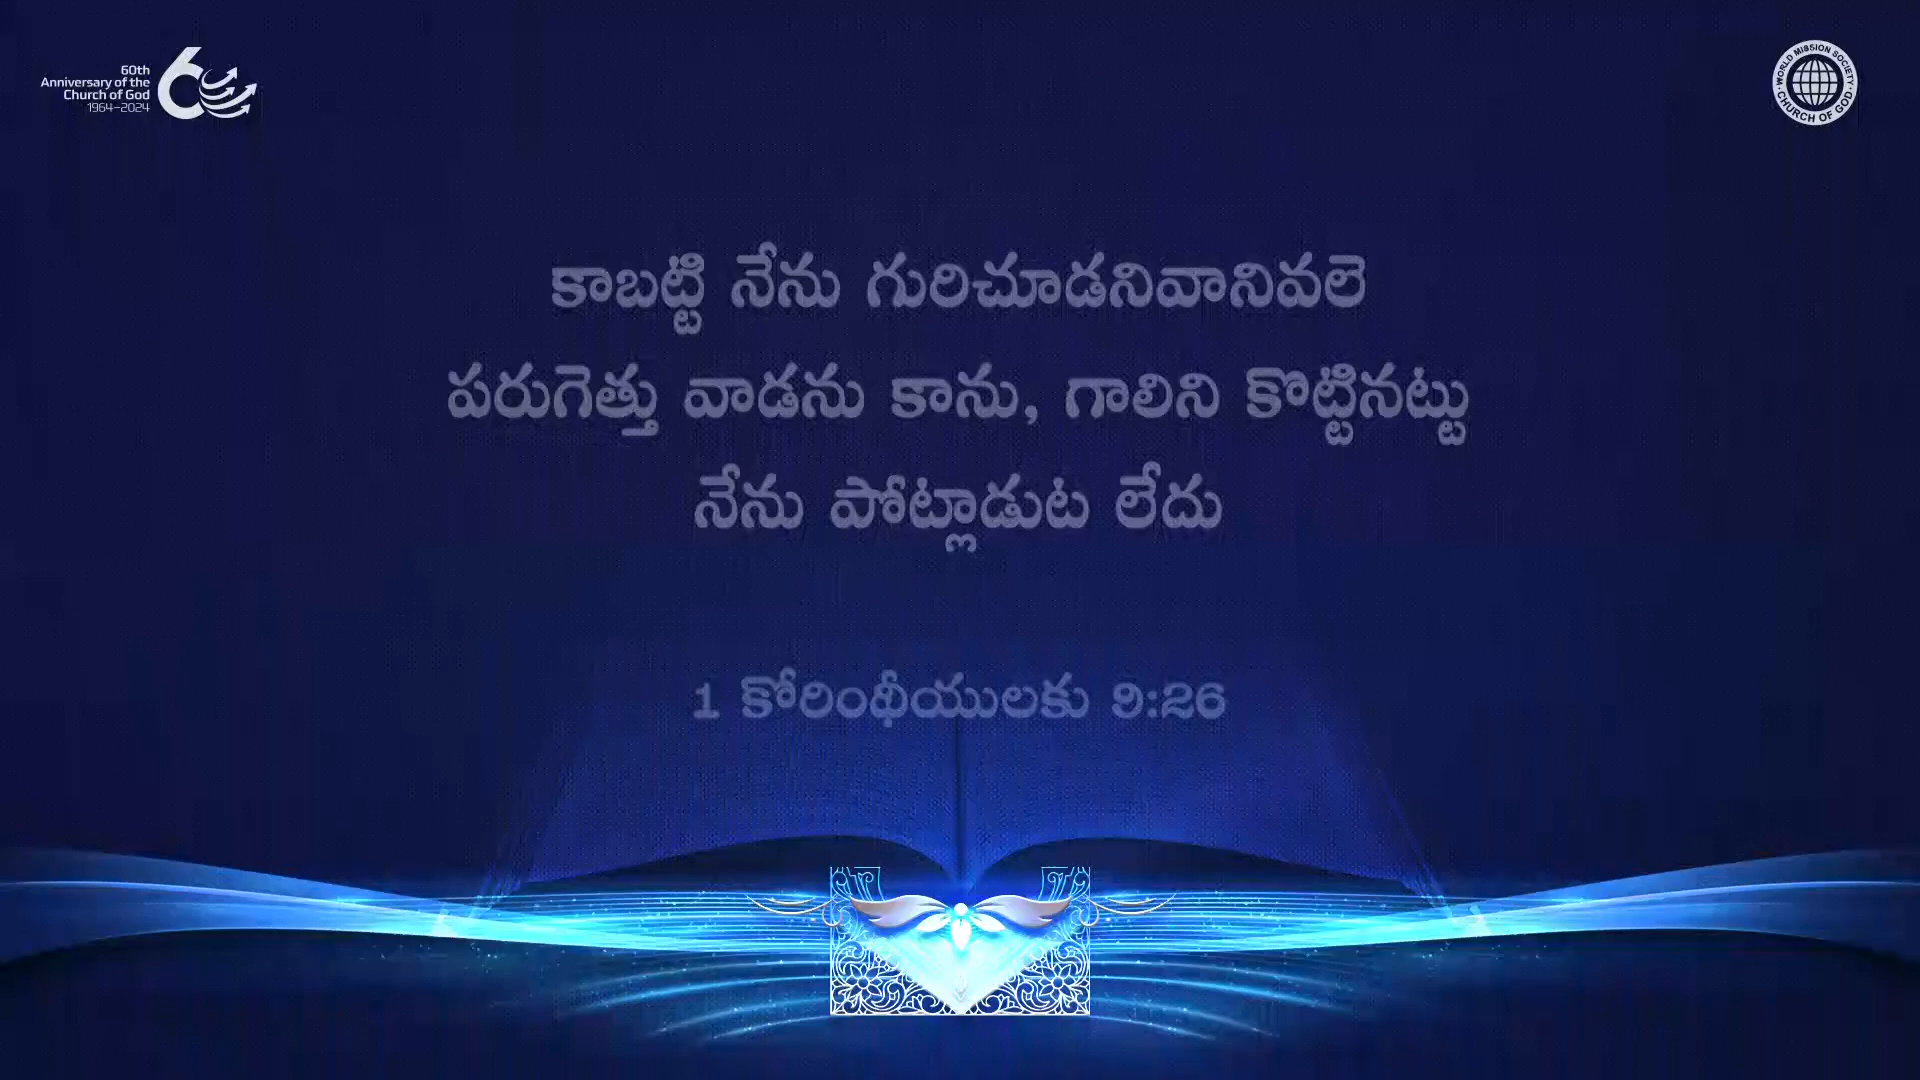 60th
Anniversary of the
Church of God
1964–2024
WORLD MISSION SOCIETY
CHURCH OF GOD
కాబట్టి నేను గురిచూడనివానివలె
పరుగెత్తు వాడను కాను, గాలిని కొట్టినట్టు
నేను పోట్లాడుట లేదు
1 కోరింథీయులకు 9:26